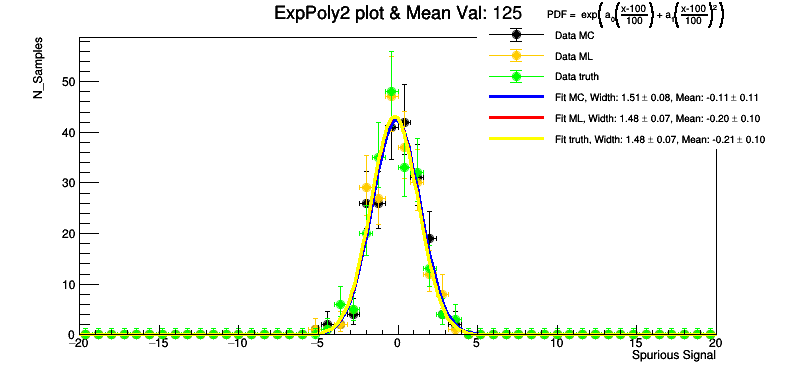 ExpPoly2 plot & Mean Val: 125
PDF = exp(a₀(x-100/100) + a₁(x-100/100)²)
Data MC
Data ML
Data truth
Fit MC, Width: 1.51 ± 0.08, Mean: -0.11 ± 0.11
Fit ML, Width: 1.48 ± 0.07, Mean: -0.20 ± 0.10
Fit truth, Width: 1.48 ± 0.07, Mean: -0.21 ± 0.10
N_Samples
50
40
30
20
10
0
−20 −15 −10 −5 0 5 10 15 20
Spurious Signal